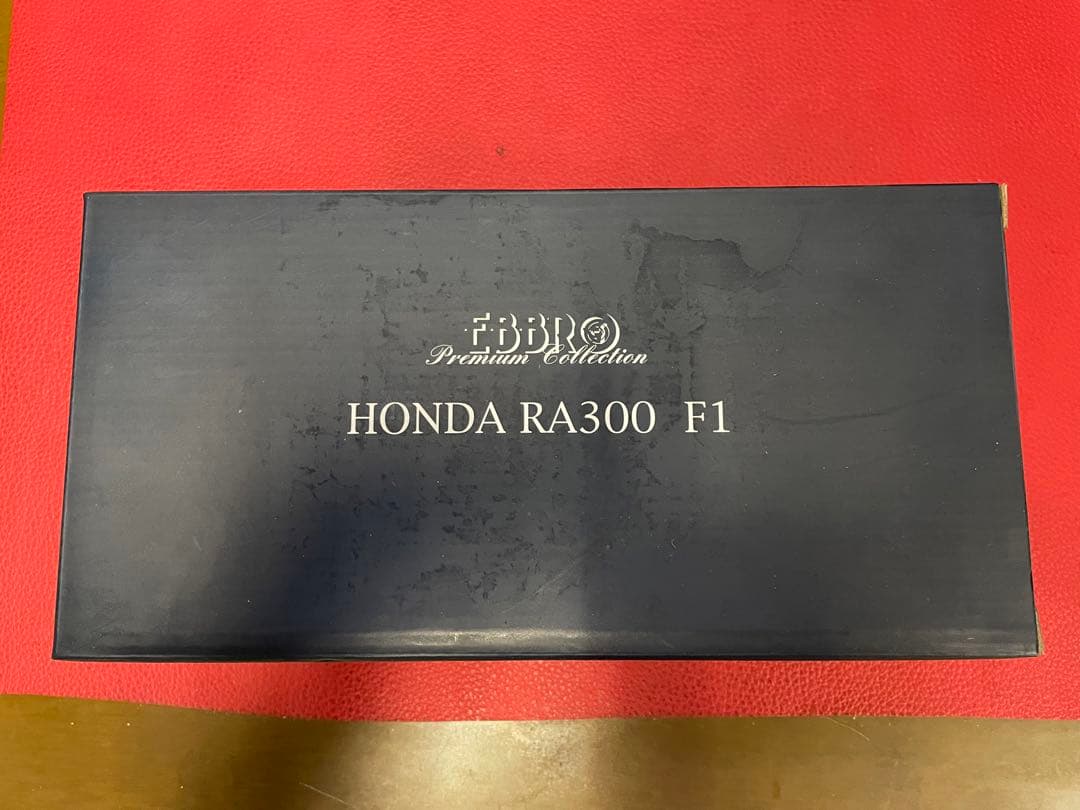 EBBRO
Premium Collection
HONDA RA300 F1